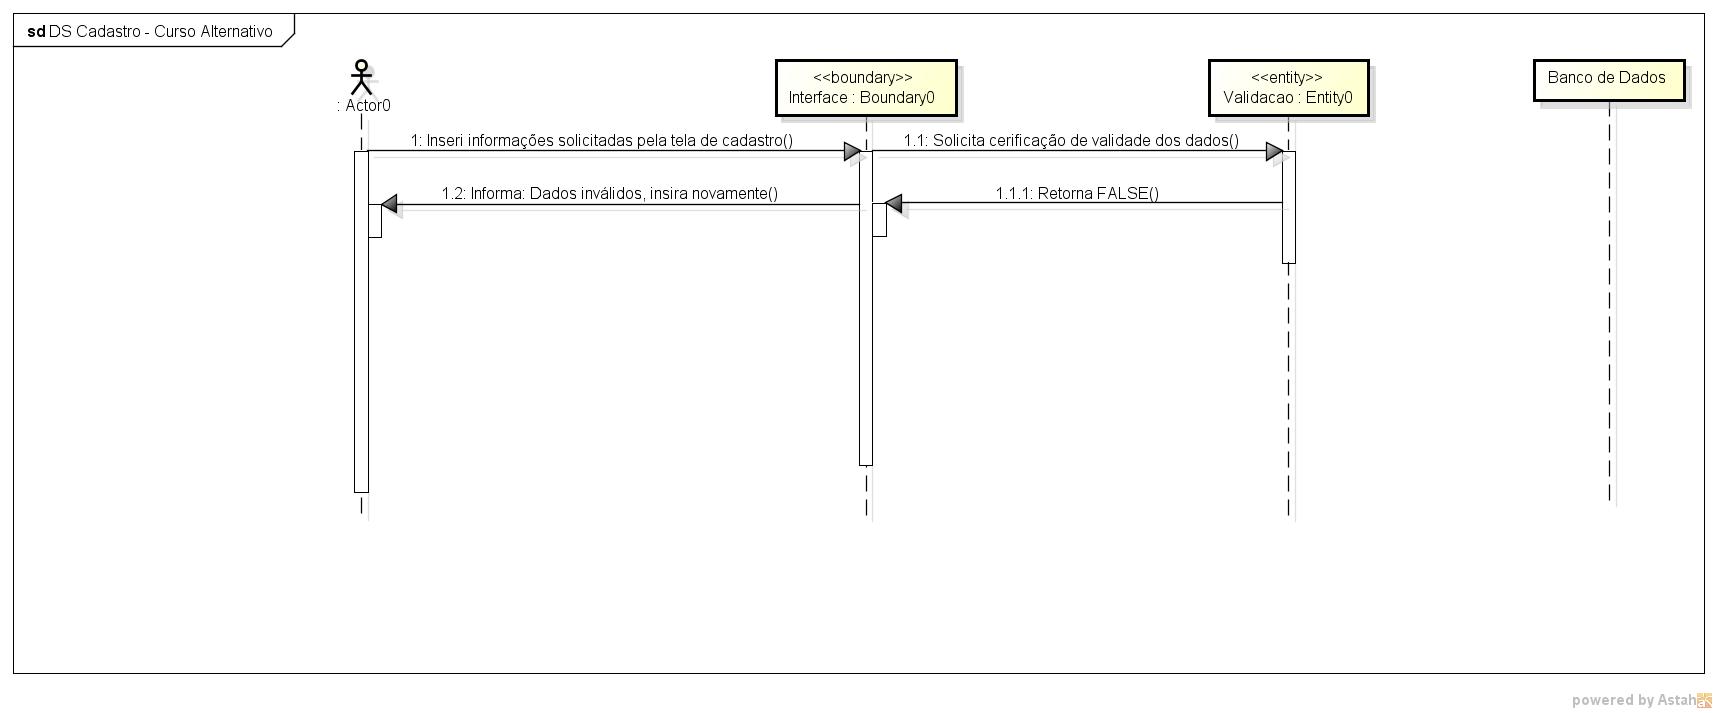 sd DS Cadastro - Curso Alternativo
: Actor0
<<boundary>>
Interface : Boundary0
<<entity>>
Validacao : Entity0
Banco de Dados
1: Inseri informações solicitadas pela tela de cadastro()
1.1: Solicita cerificação de validade dos dados()
1.2: Informa: Dados inválidos, insira novamente()
1.1.1: Retorna FALSE()
powered by Astah